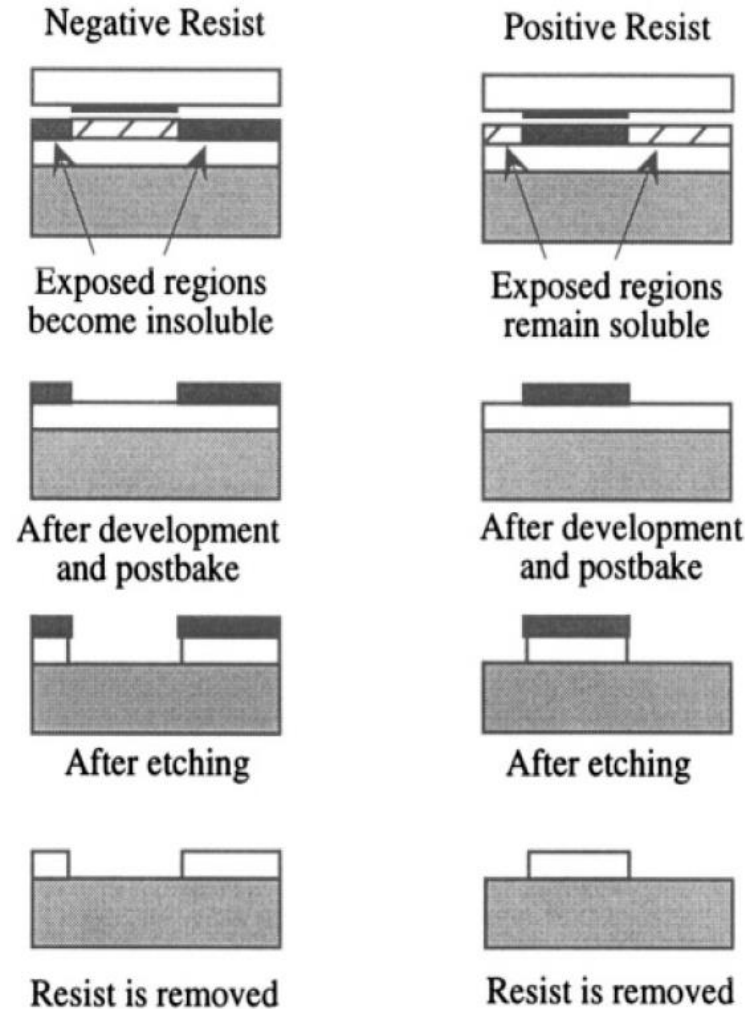 Negative Resist
Positive Resist
Exposed regions
become insoluble
Exposed regions
remain soluble
After development
and postbake
After development
and postbake
After etching
After etching
Resist is removed
Resist is removed